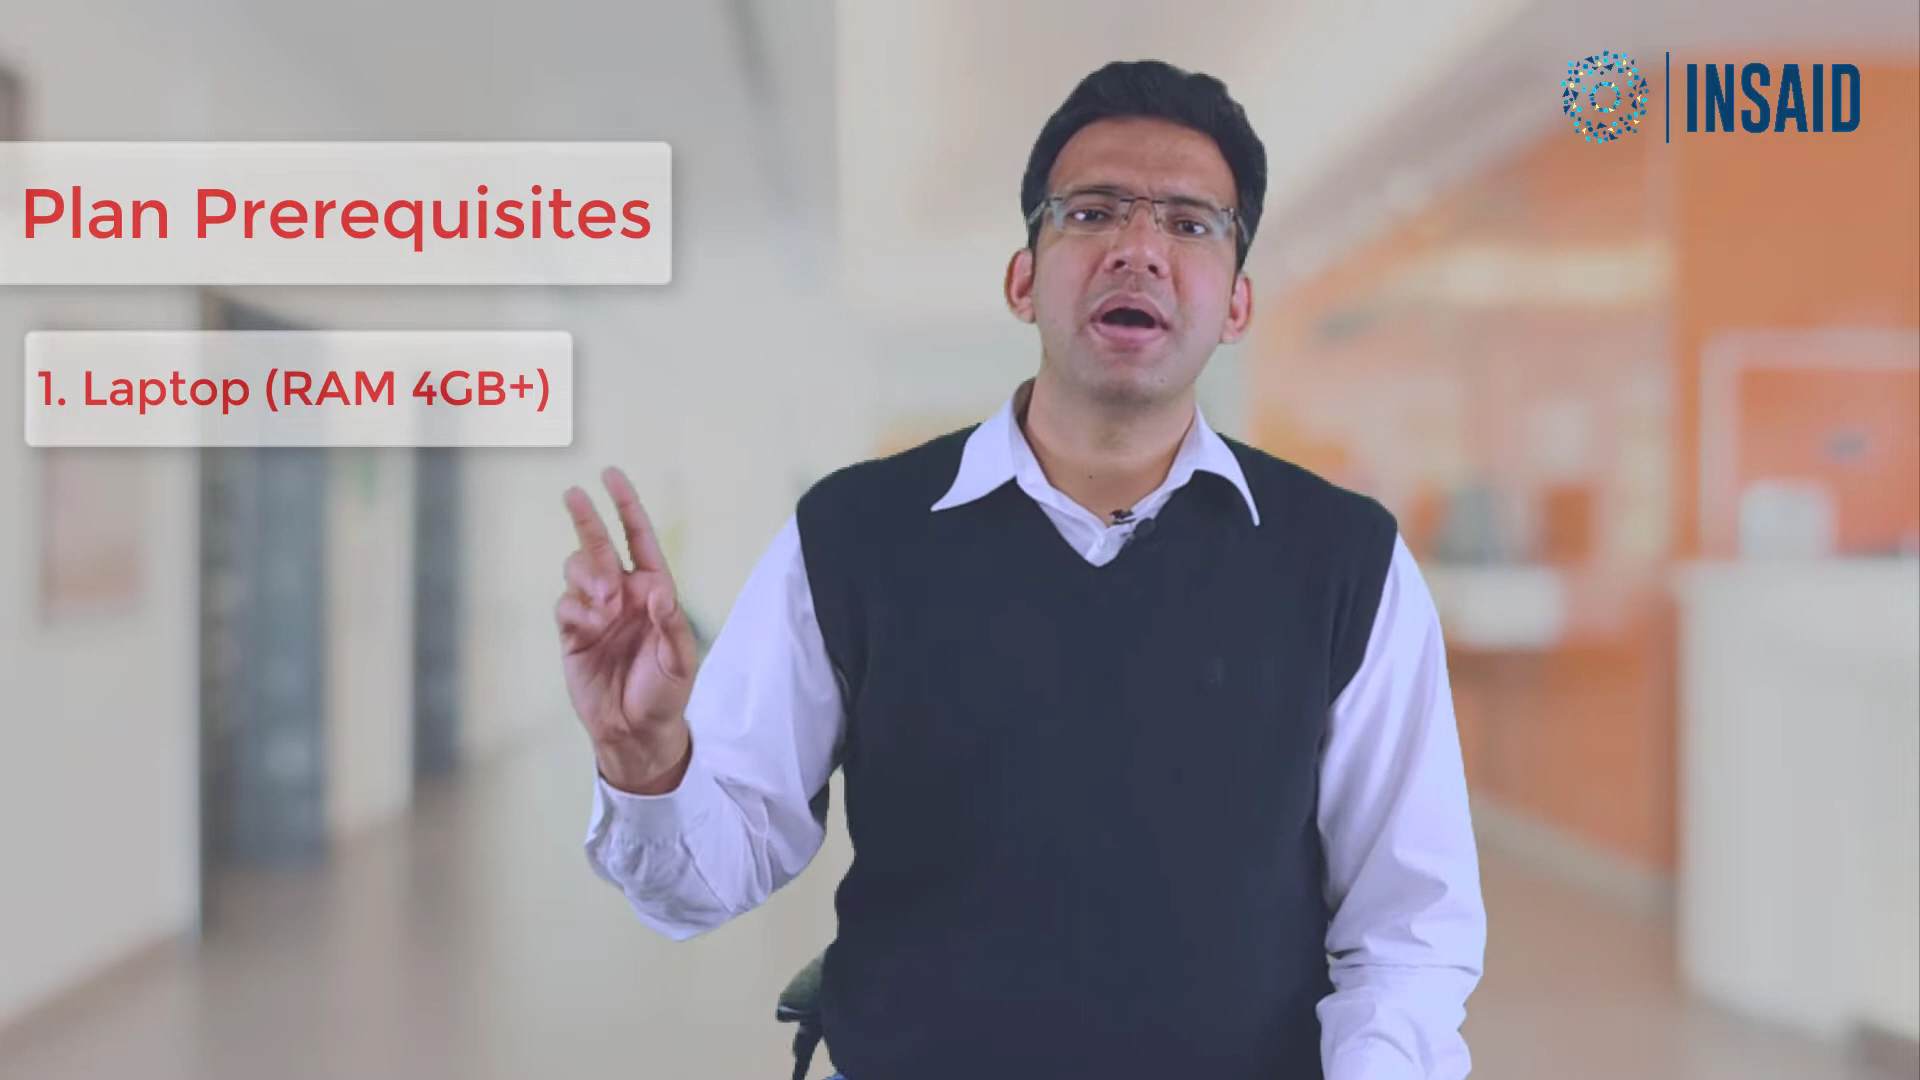 INSAID
Plan Prerequisites
1. Laptop (RAM 4GB+)